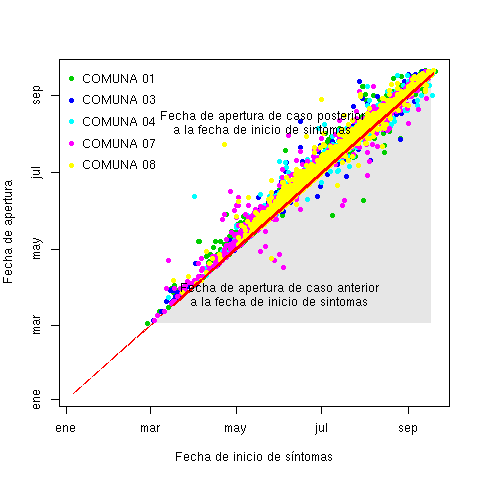 COMUNA 01
COMUNA 03
COMUNA 04
COMUNA 07
COMUNA 08
Fecha de apertura de caso posterior
a la fecha de inicio de sintomas
Fecha de apertura de caso anterior
a la fecha de inicio de sintomas
Fecha de apertura
sep
jul
may
mar
ene
ene mar may jul sep
Fecha de inicio de síntomas